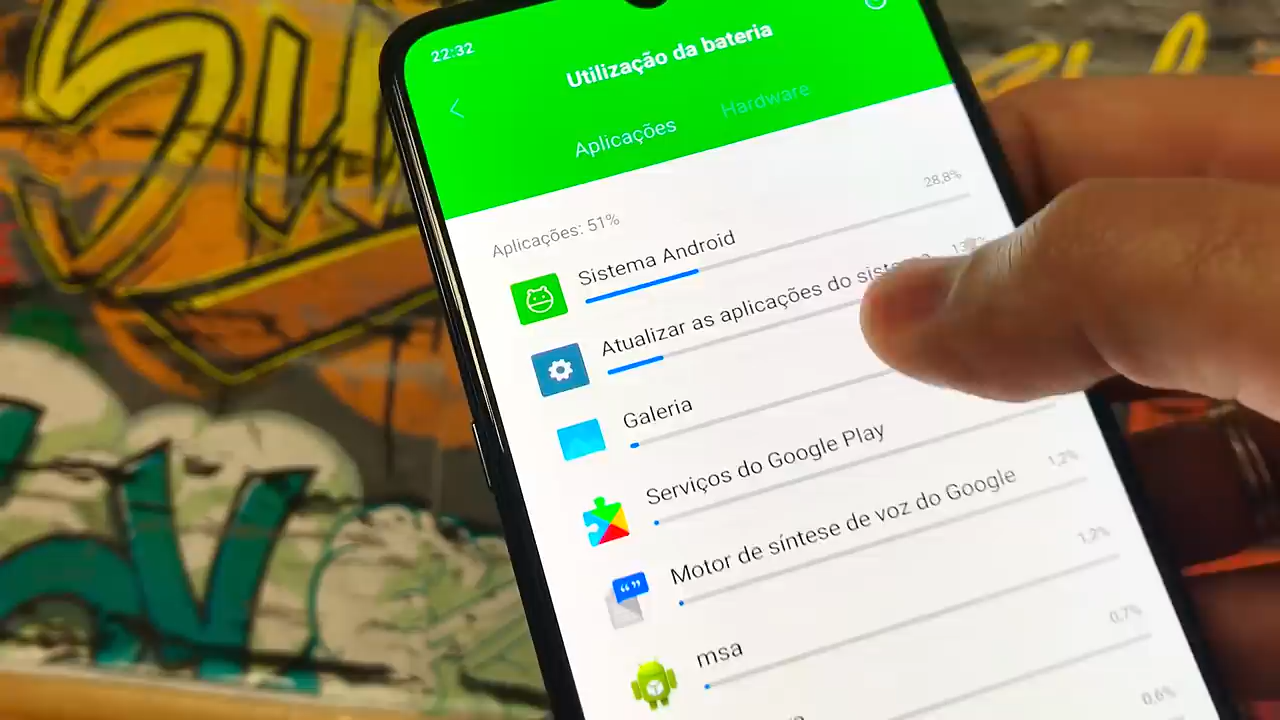 22:32
Utilização da bateria
Aplicações
Hardware
Aplicações: 51%
28,8%
Sistema Android
Atualizar as aplicações do
Galeria
Serviços do Google Play
1,2%
Motor de síntese de voz do Google
1,2%
msa
0,7%
0,6%